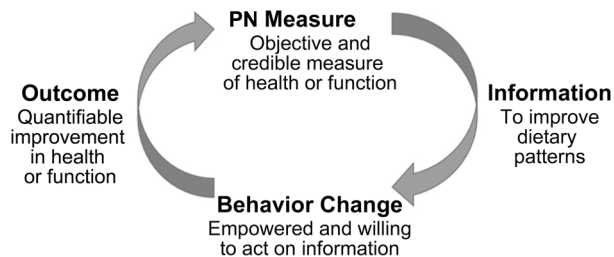 PN Measure
Objective and
credible measure
of health or function
Information
To improve
dietary
patterns
Behavior Change
Empowered and willing
to act on information
Outcome
Quantifiable
improvement
in health
or function